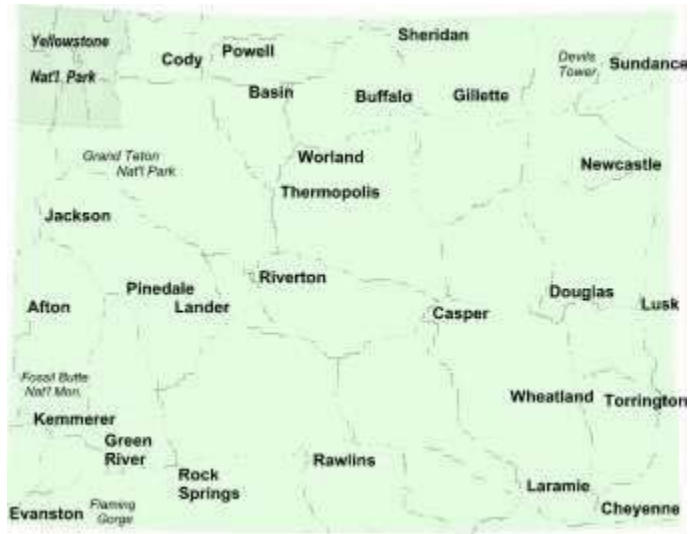 Sheridan
Yellowstone
Powell
Cody
Devils
Tower
Sundance
Nat'l. Park
Basin
Buffalo
Gillette
Worland
Grand Teton
Nat'l Park
Newcastle
Thermopolis
Jackson
Riverton
Pinedale
Douglas
Afton
Lander
Casper
Lusk
Fossil Butte
Nat'l Mon.
Wheatland
Torrington
Kemmerer
Green
River
Rawlins
Rock
Springs
Laramie
Evanston
Flaming
Gorge
Cheyenne